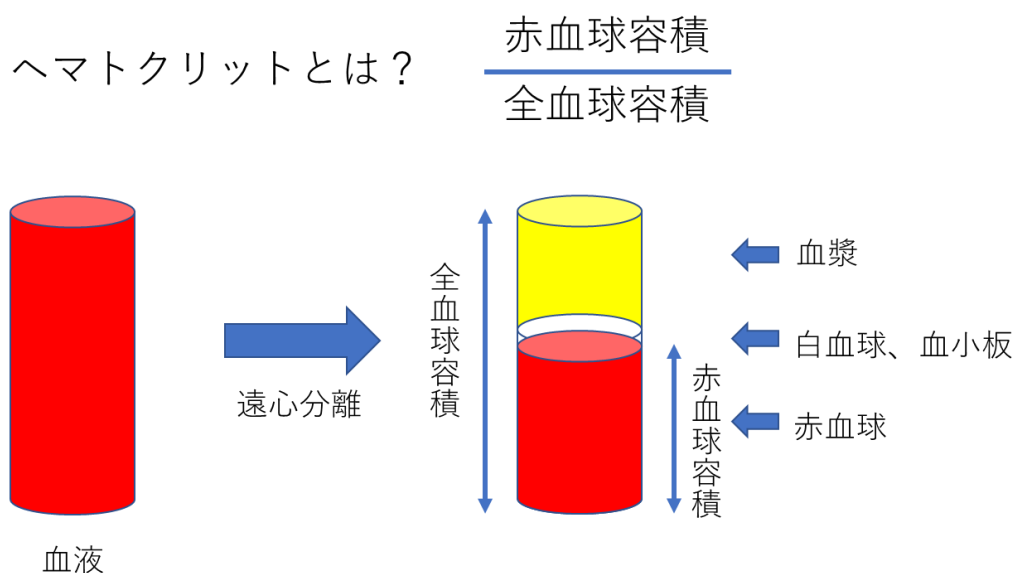 ヘマトクリットとは？
赤血球容積
全血球容積
血液
遠心分離
全血球容積
赤血球容積
血漿
白血球、血小板
赤血球